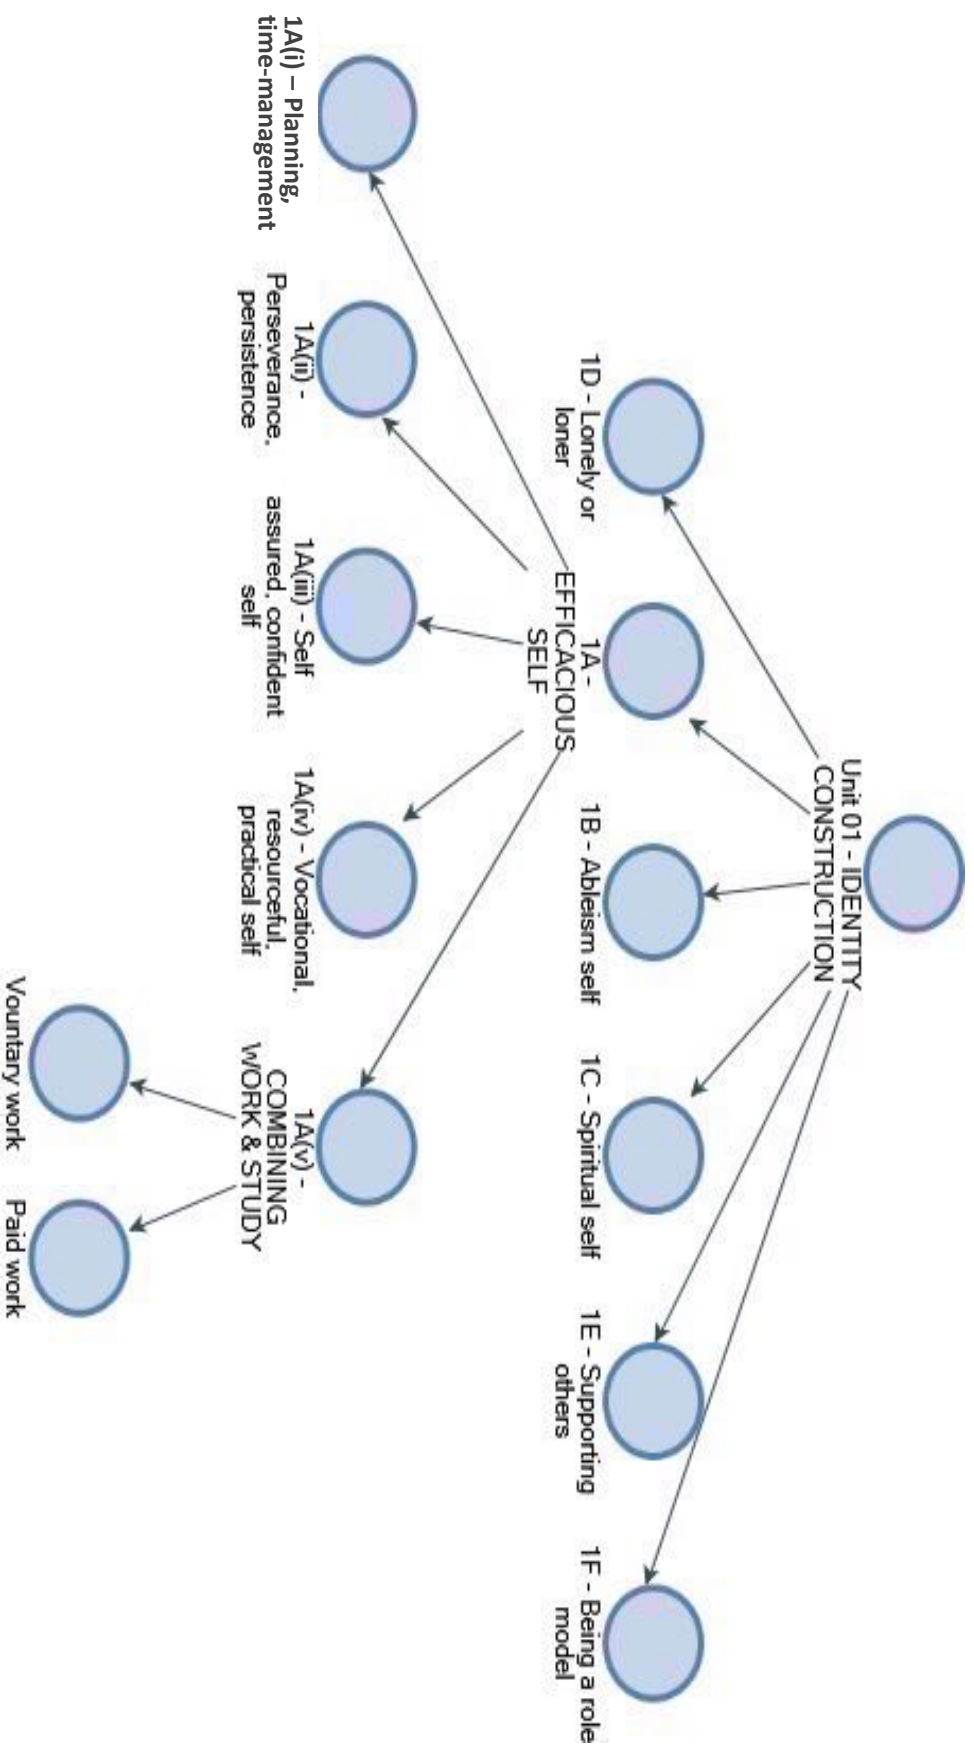 Unit 01 - IDENTITY
CONSTRUCTION
1D - Lonely or
loner
1A -
EFFICACIOUS
SELF
1B - Ableism self
1C - Spiritual self
1E - Supporting
others
1F - Being a role
model
1A(i) – Planning,
time-management
1A(ii) -
Perseverance,
persistence
1A(iii) - Self
assured, confident
self
1A(iv) - Vocational,
resourceful,
practical self
1A(v) -
COMBINING
WORK & STUDY
Vountary work
Paid work